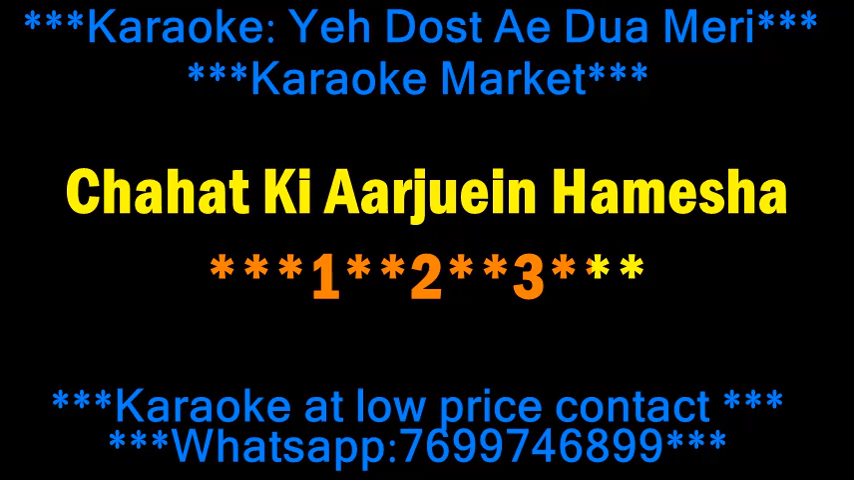 ***Karaoke: Yeh Dost Ae Dua Meri***
***Karaoke Market***
Chahat Ki Aarjuein Hamesha
***1**2**3***
***Karaoke at low price contact ***
***Whatsapp:7699746899***